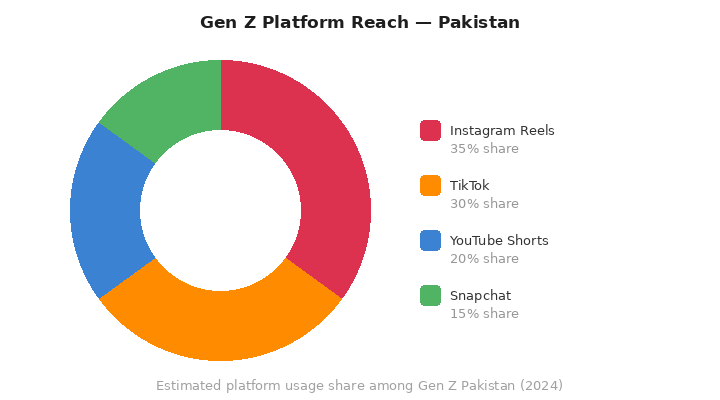 Gen Z Platform Reach — Pakistan
Instagram Reels
35% share
TikTok
30% share
YouTube Shorts
20% share
Snapchat
15% share
Estimated platform usage share among Gen Z Pakistan (2024)